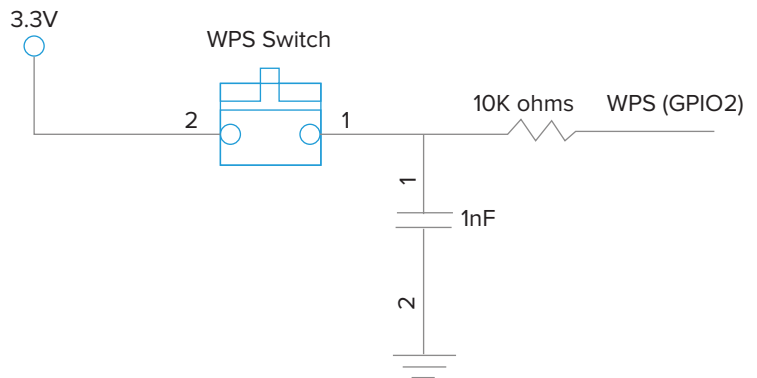 3.3V
WPS Switch
2
1
10K ohms
WPS (GPIO2)
1
1nF
2